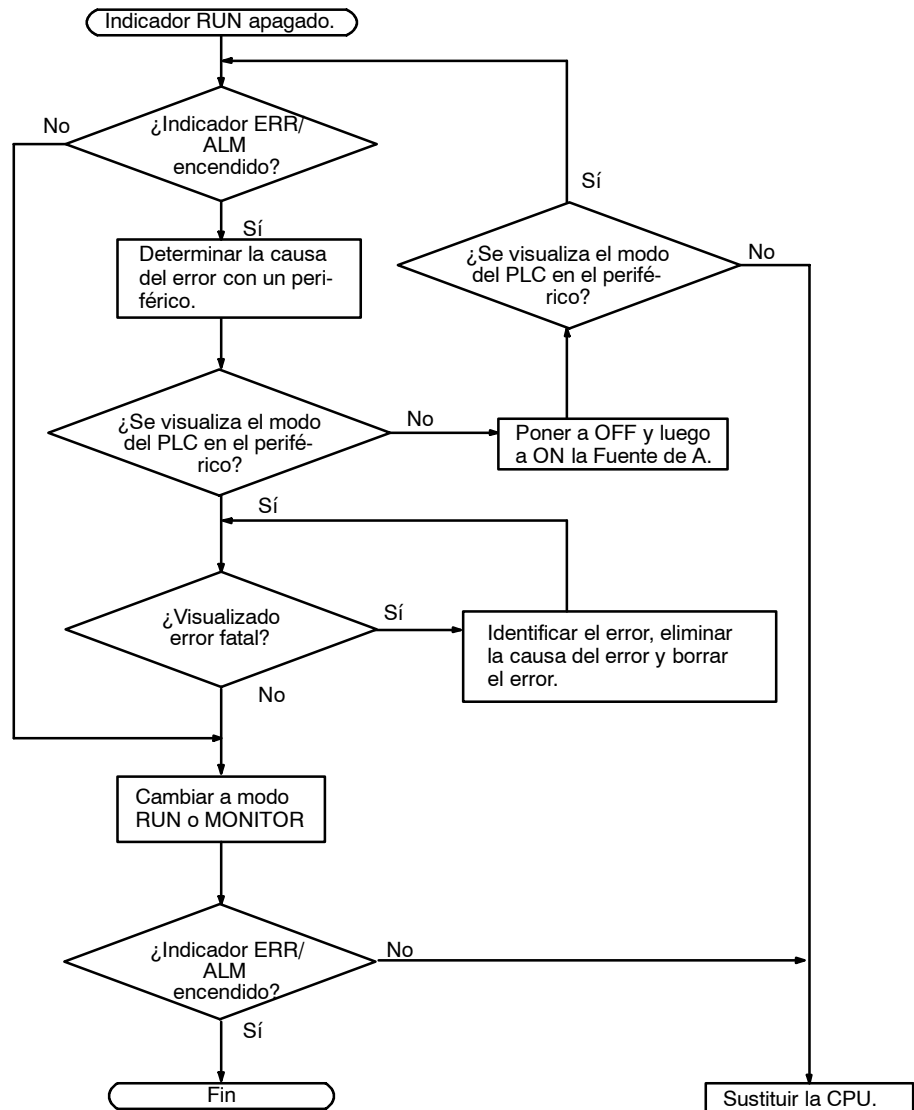 Indicador RUN apagado.
No
¿Indicador ERR/
ALM
encendido?
Sí
Sí
Determinar la causa
del error con un peri-
férico.
¿Se visualiza el modo
del PLC en el perifé-
rico?
No
¿Se visualiza el modo
del PLC en el perifé-
rico?
No
Poner a OFF y luego
a ON la Fuente de A.
Sí
¿Visualizado
error fatal?
Sí
Identificar el error, eliminar
la causa del error y borrar
el error.
No
Cambiar a modo
RUN o MONITOR
¿Indicador ERR/
ALM
encendido?
No
Sí
Fin
Sustituir la CPU.